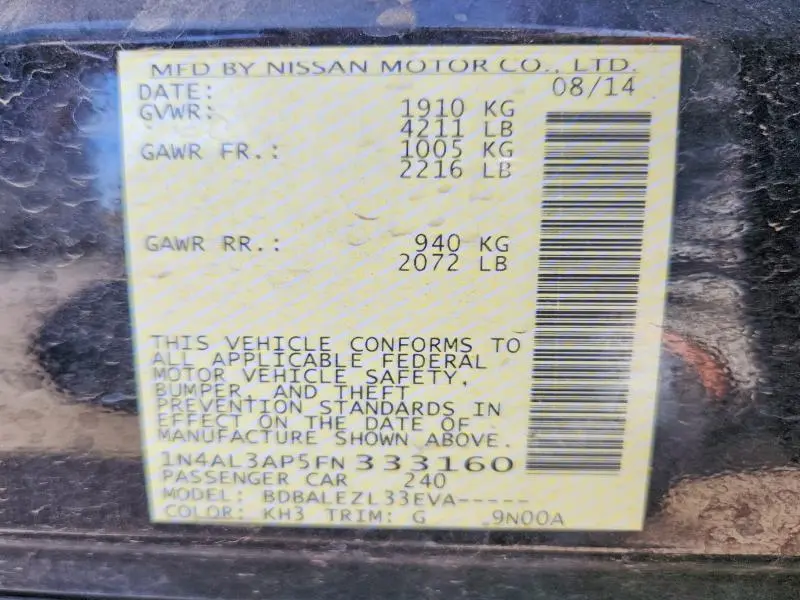 MFD BY NISSAN MOTOR CO., LTD.
DATE: 08/14
GVWR: 1910 KG
4211 LB
GAWR FR.: 1005 KG
2216 LB
GAWR RR.: 940 KG
2072 LB
THIS VEHICLE CONFORMS TO
ALL APPLICABLE FEDERAL
MOTOR VEHICLE SAFETY,
BUMPER, AND THEFT
PREVENTION STANDARDS IN
EFFECT ON THE DATE OF
MANUFACTURE SHOWN ABOVE.
1N4AL3AP5FN 333160
PASSENGER CAR 240
MODEL: BDBALEZL33EVA-----
COLOR: KH3 TRIM: G 9N00A